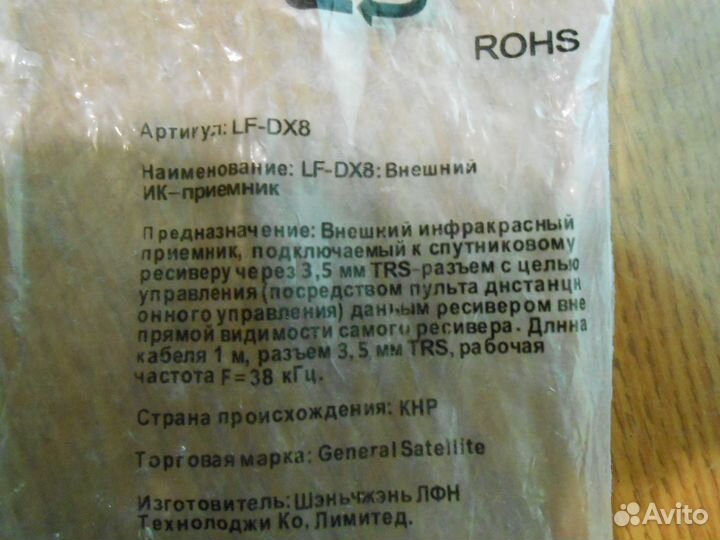 ROHS
Артикул: LF-DX8
Наименование: LF-DX8: Внешний
ИК-приемник
Предназначение: Внешний инфракрасный
приемник, подключаемый к спутниковому
ресиверу через 3,5 мм TRS-разъем с целью
управления (посредством пульта дистанци
онного управления) данным ресивером вне
прямой видимости самого ресивера. Длина
кабеля 1 м, разъем 3,5 мм TRS, рабочая
частота F= 38 кГц.
Страна происхождения: КНР
Торговая марка: General Satellite
Изготовитель: Шэньчжэнь ЛФН
Технолоджи Ко. Лимитед.
Avito